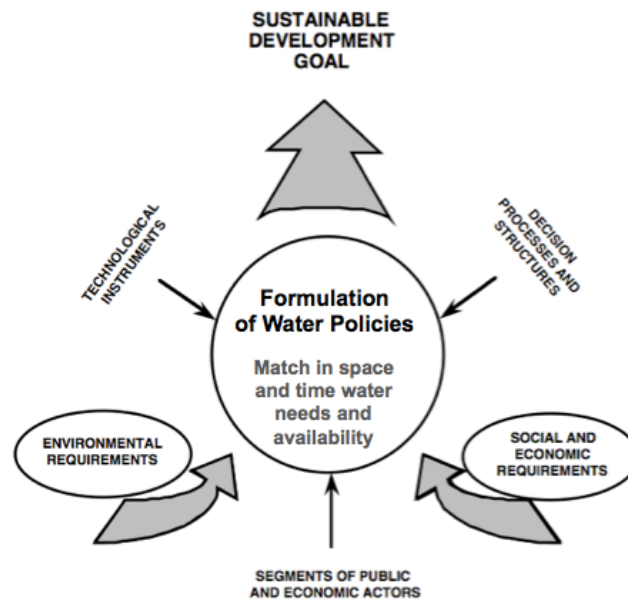 SUSTAINABLE
DEVELOPMENT
GOAL
TECHNOLOGICAL
INSTRUMENTS
DECISION
PROCESSES AND
STRUCTURES
Formulation
of Water Policies
Match in space
and time water
needs and
availability
ENVIRONMENTAL
REQUIREMENTS
SOCIAL AND
ECONOMIC
REQUIREMENTS
SEGMENTS OF PUBLIC
AND ECONOMIC ACTORS